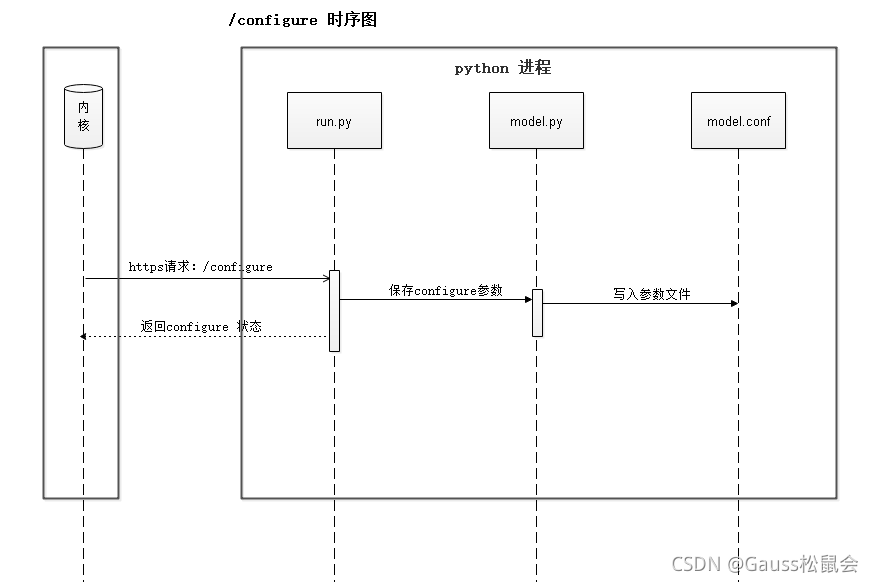 /configure 时序图
python 进程
内
核
run.py
model.py
model.conf
https请求: /configure
保存configure参数
写入参数文件
返回configure 状态
CSDN @Gauss松鼠会